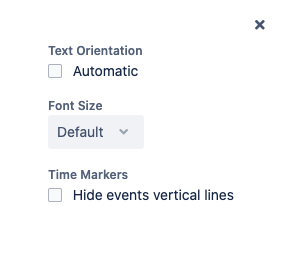 Text Orientation
Automatic
Font Size
Default
Time Markers
Hide events vertical lines